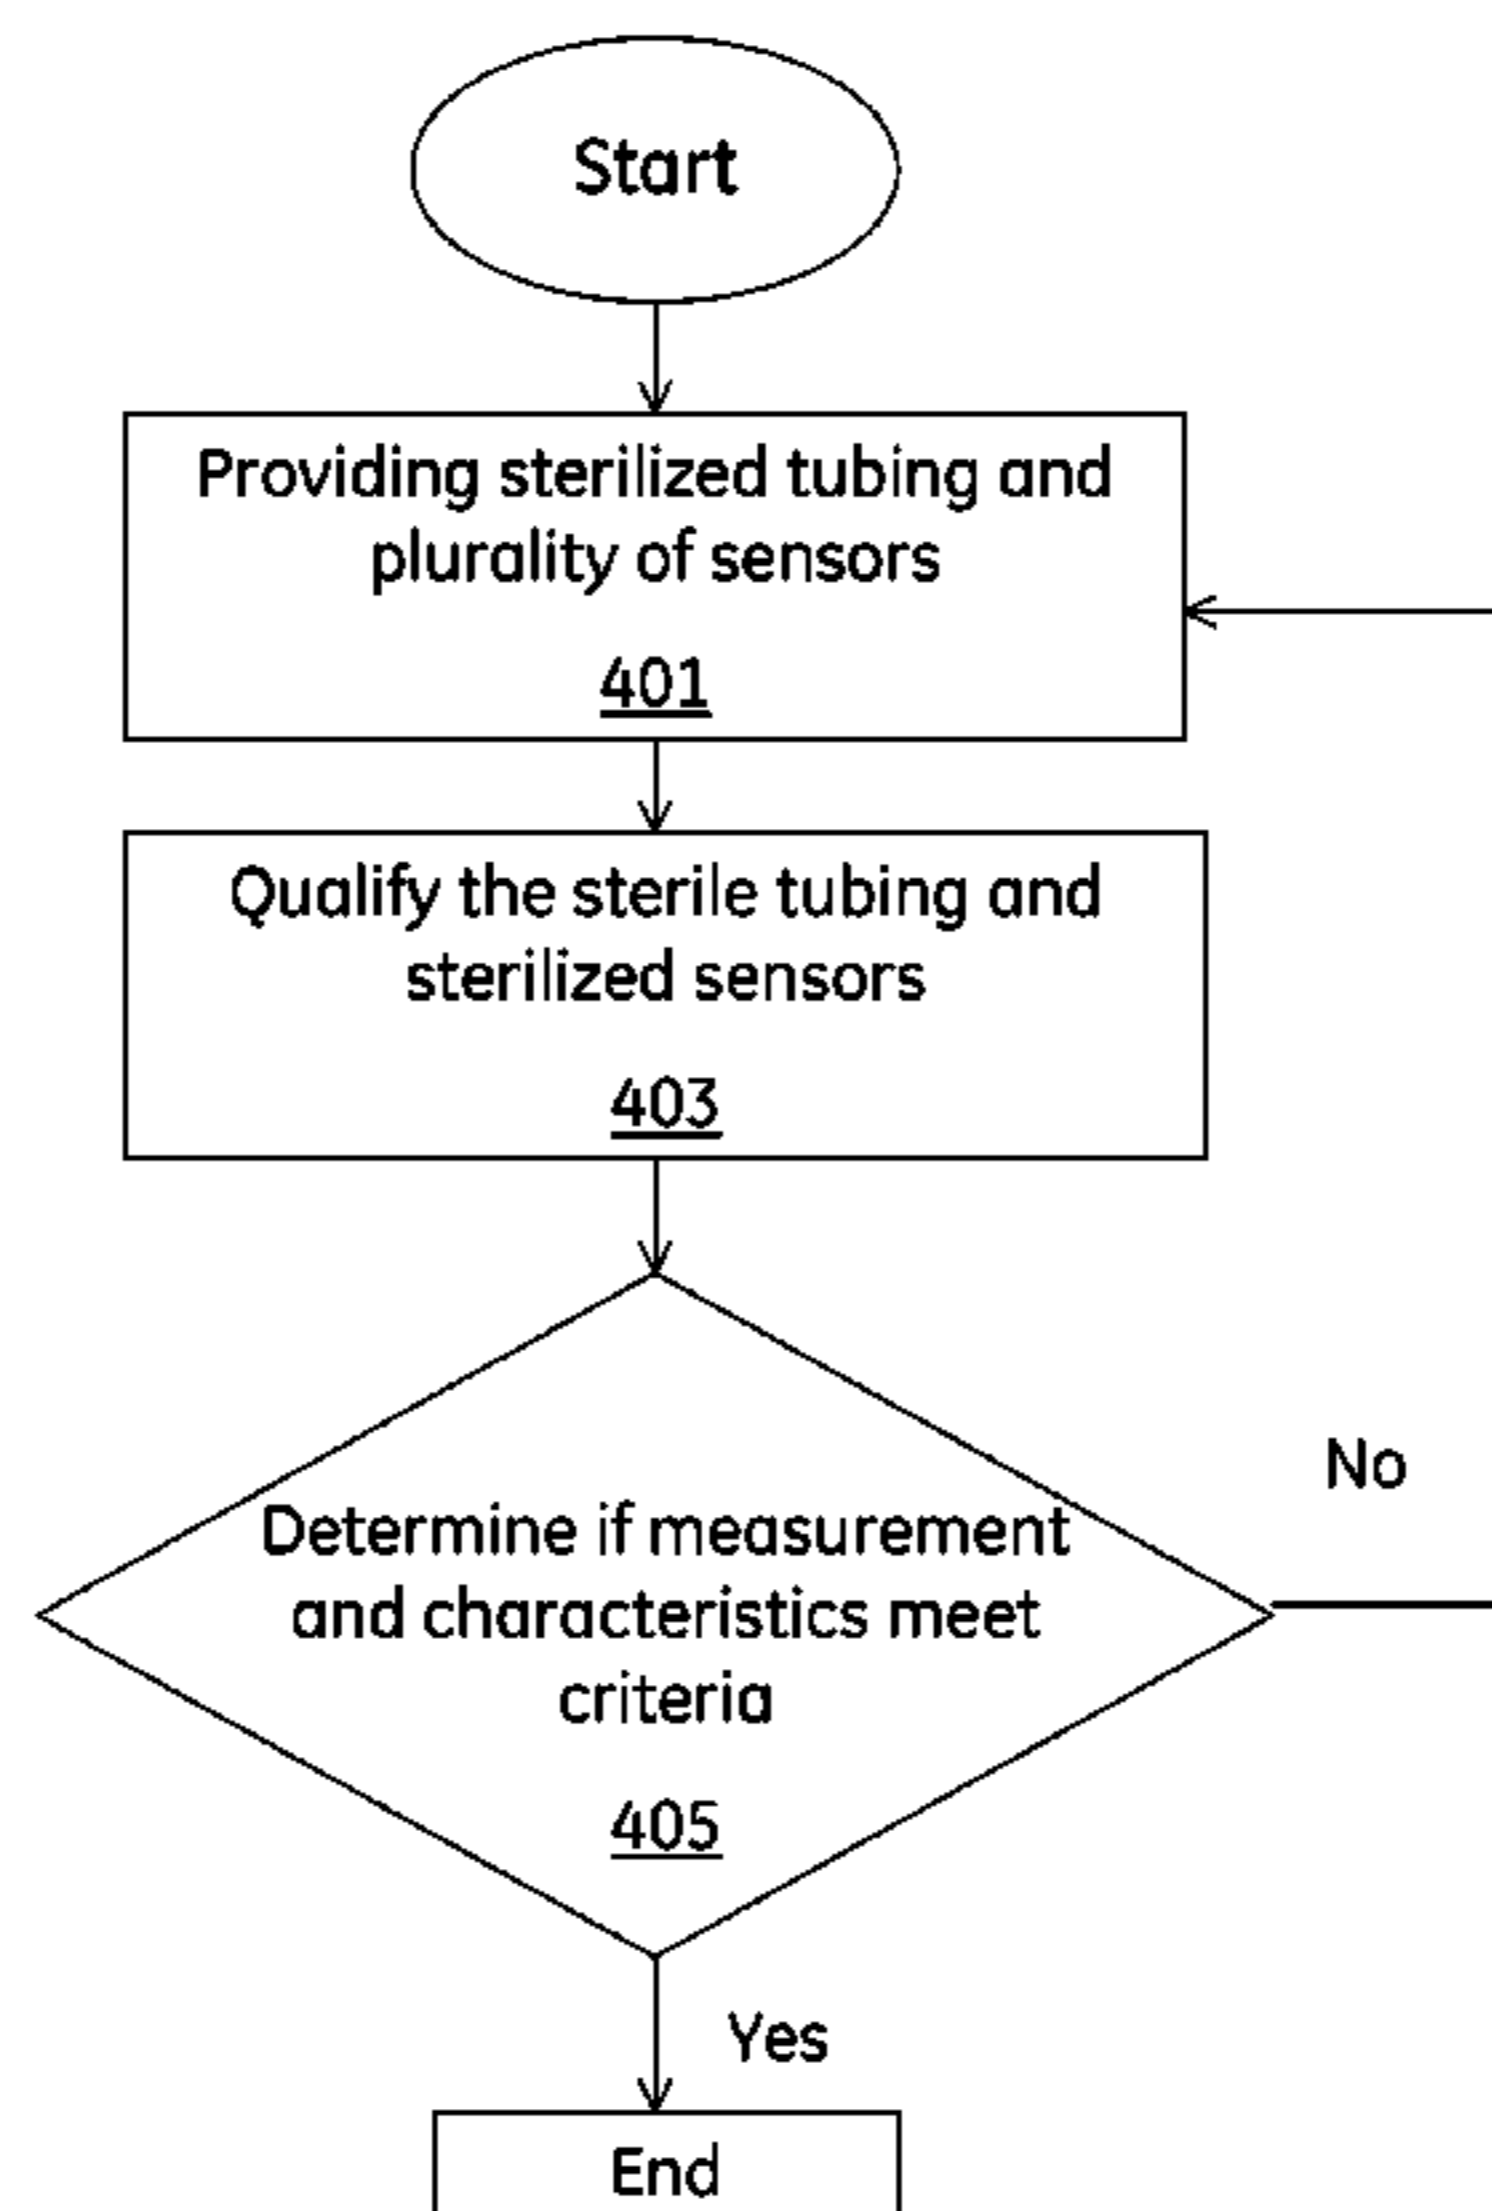 Start
Providing sterilized tubing and
plurality of sensors
401
Qualify the sterile tubing and
sterilized sensors
403
Determine if measurement
and characteristics meet
criteria
405
No
Yes
End